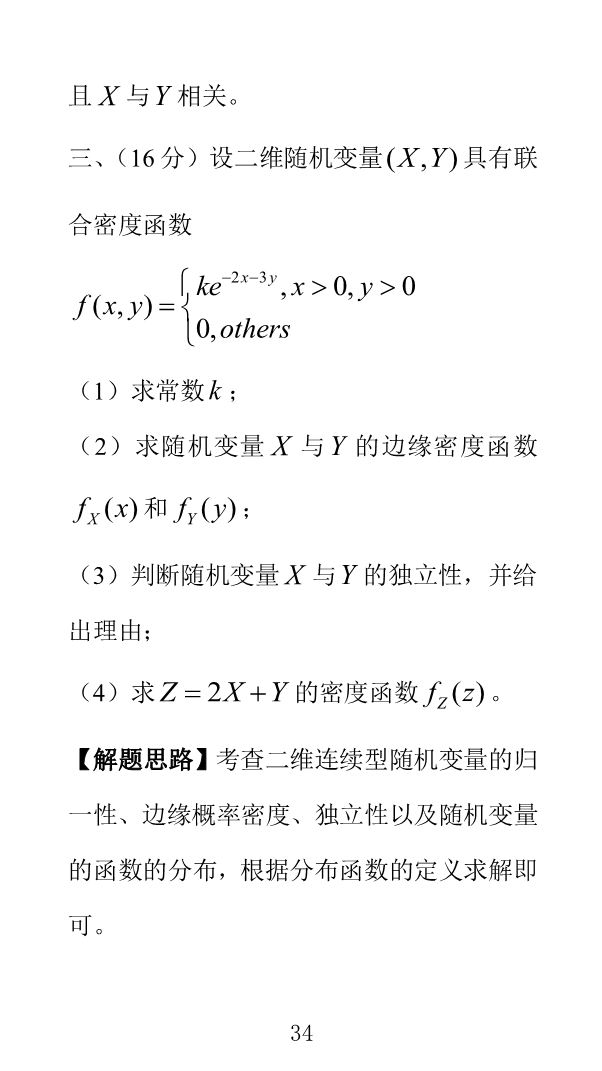 且 X 与 Y 相关。
三、（16 分）设二维随机变量(X,Y) 具有联
合密度函数
f(x,y)={ke^{-2x-3y},x>0,y>0
0,others
（1）求常数k；
（2）求随机变量 X 与 Y 的边缘密度函数
f_X(x)和 f_Y(y)；
（3）判断随机变量 X 与Y 的独立性，并给
出理由；
（4）求Z=2X+Y 的密度函数 f_Z(z)。
【解题思路】考查二维连续型随机变量的归
一性、边缘概率密度、独立性以及随机变量
的函数的分布，根据分布函数的定义求解即
可。
34